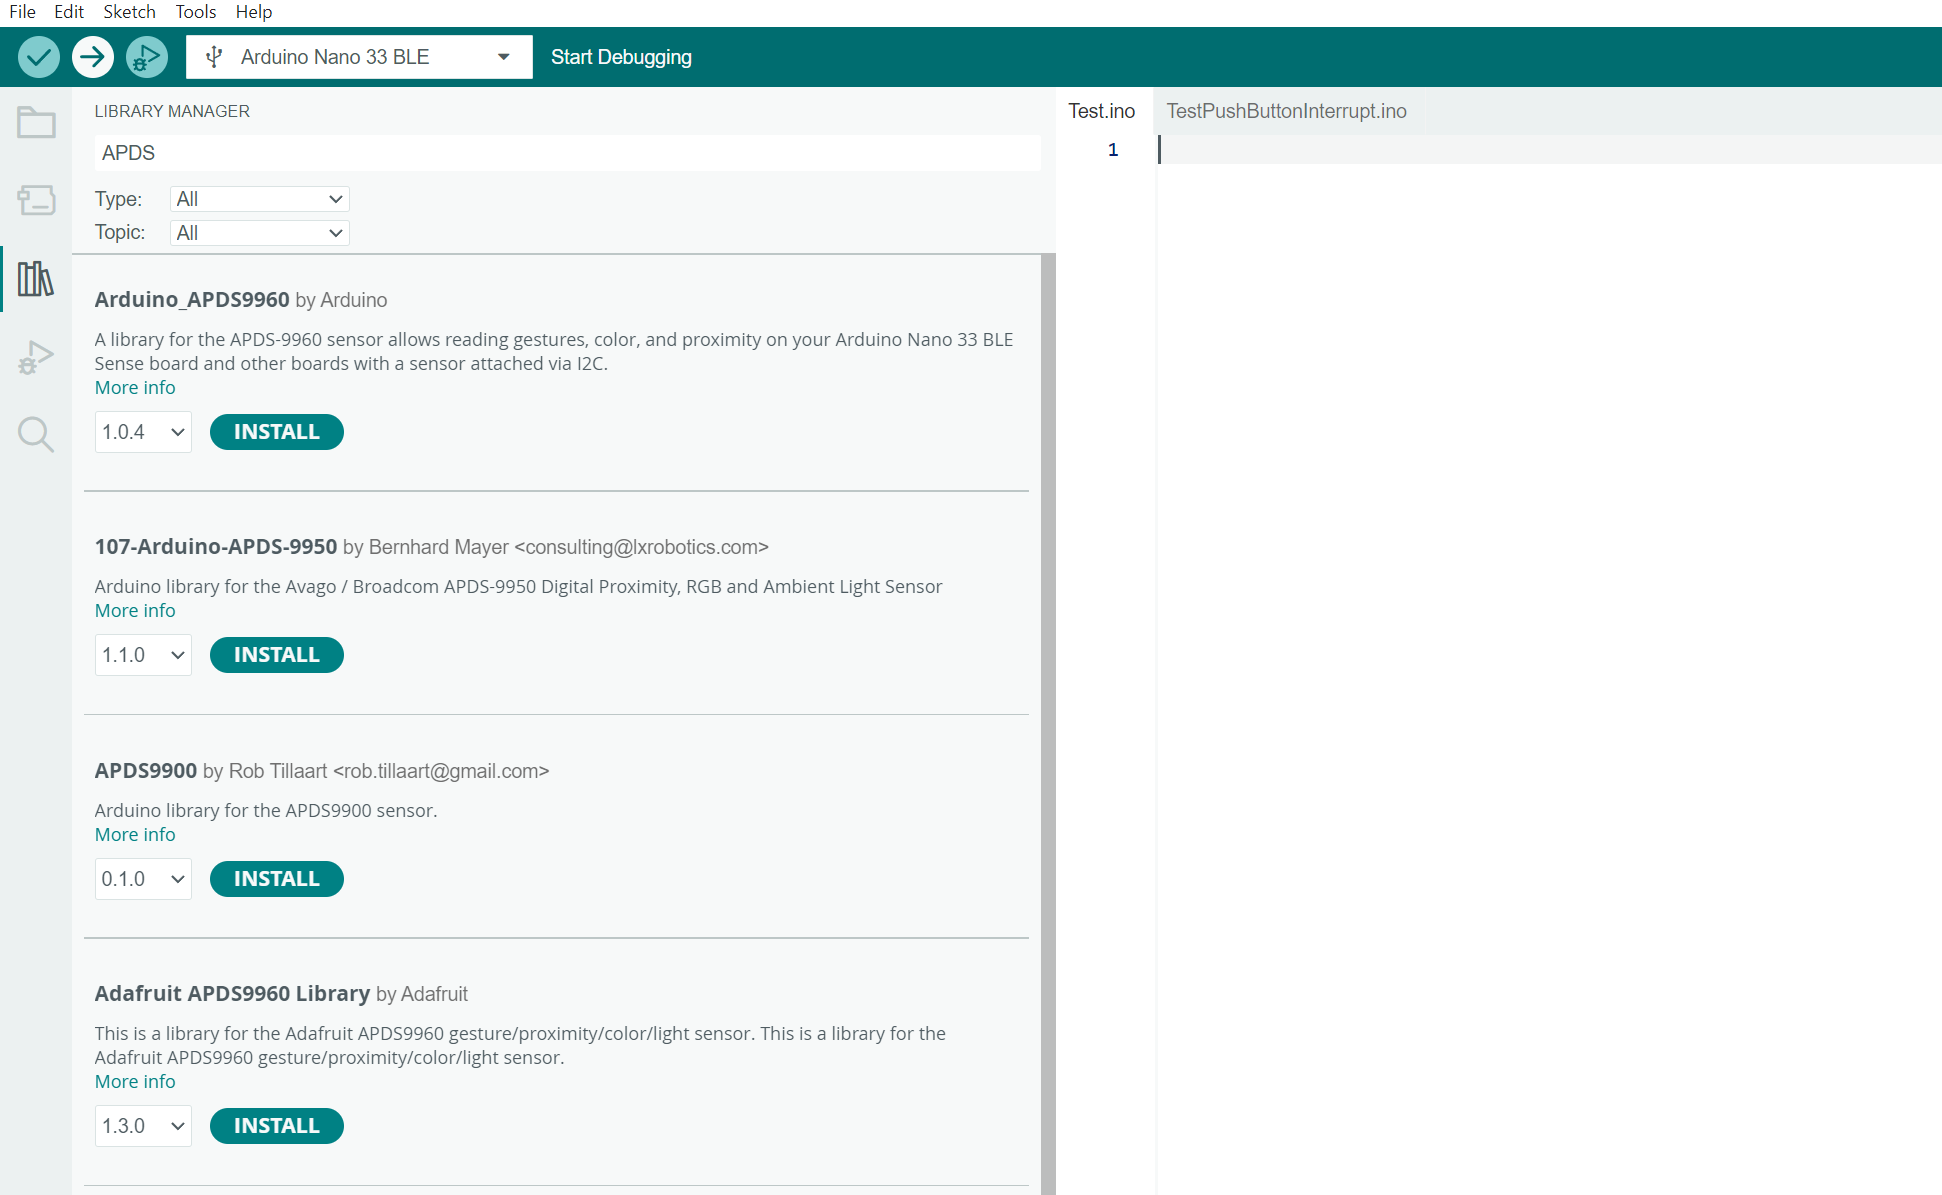 File Edit Sketch Tools Help
Arduino Nano 33 BLE Start Debugging
LIBRARY MANAGER
APDS
Type: All
Topic: All
Arduino_APDS9960 by Arduino
A library for the APDS-9960 sensor allows reading gestures, color, and proximity on your Arduino Nano 33 BLE
Sense board and other boards with a sensor attached via I2C.
More info
1.0.4 INSTALL
107-Arduino-APDS-9950 by Bernhard Mayer <consulting@lxrobotics.com>
Arduino library for the Avago / Broadcom APDS-9950 Digital Proximity, RGB and Ambient Light Sensor
More info
1.1.0 INSTALL
APDS9900 by Rob Tillaart <rob.tillaart@gmail.com>
Arduino library for the APDS9900 sensor.
More info
0.1.0 INSTALL
Adafruit APDS9960 Library by Adafruit
This is a library for the Adafruit APDS9960 gesture/proximity/color/light sensor. This is a library for the
Adafruit APDS9960 gesture/proximity/color/light sensor.
More info
1.3.0 INSTALL
Test.ino TestPushButtonInterrupt.ino
1